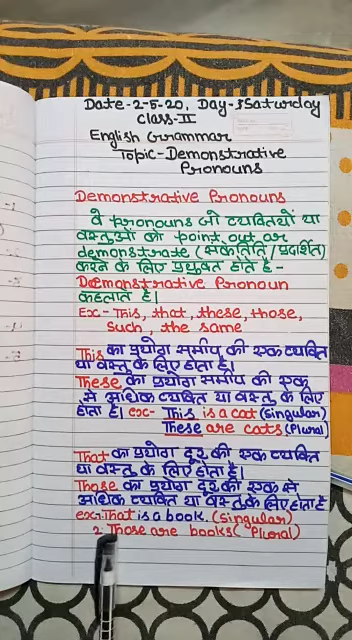 Date-2-5-20, Day-Saturday
Class-II
English Grammar
Topic-Demonstrative
Pronouns
Demonstrative Pronouns
वे pronouns जो व्यक्तियों या
वस्तुओं को point out or
demonstrate (संकेतित/प्रदर्शित)
करने के लिए प्रयुक्त होते है-
Demonstrative Pronoun
कहलाते है।
Ex-This, that, these, those,
such, the same
This का प्रयोग समीप की एक व्यक्ति
या वस्तु के लिए होता है।
These का प्रयोग समीप की एक
से अधिक व्यक्ति या वस्तु के लिए
होता है। ex- This is a cat (singular)
These are cats (Plural)
That का प्रयोग दूर की एक व्यक्ति
या वस्तु के लिए होता है।
Those का प्रयोग दूर की एक से
अधिक व्यक्ति या वस्तु के लिए होता है
ex-1. That is a book. (singular)
2. Those are books (Plural)